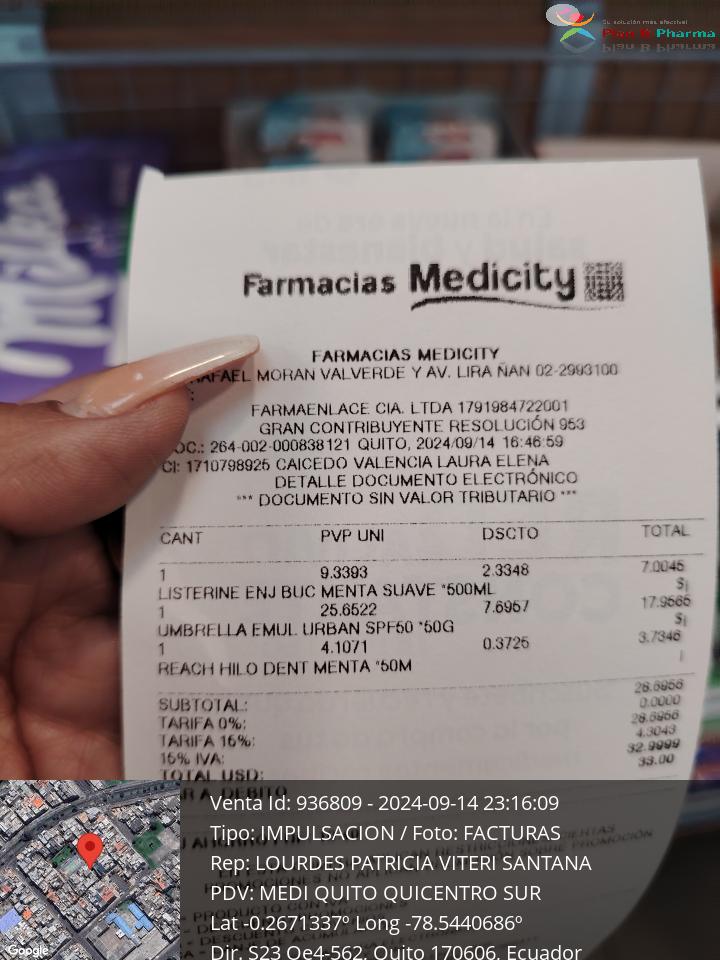 Su solución más efectiva!
Plan B Pharma
Milka
Farmacias Medicity
FARMACIAS MEDICITY
RAFAEL MORAN VALVERDE Y AV. LIRA ÑAN 02-2993100
FARMAENLACE CIA. LTDA 1791984722001
GRAN CONTRIBUYENTE RESOLUCIÓN 953
DOC.: 264-002-000838121 QUITO, 2024/09/14 16:46:59
CI: 1710798925 CAICEDO VALENCIA LAURA ELENA
DETALLE DOCUMENTO ELECTRÓNICO
*** DOCUMENTO SIN VALOR TRIBUTARIO ***
CANT PVP UNI DSCTO TOTAL
1 9.3393 2.3348 7.0045
LISTERINE ENJ BUC MENTA SUAVE *500ML S|
1 25.6522 7.6957 17.9565
UMBRELLA EMUL URBAN SPF50 *50G S|
1 4.1071 0.3725 3.7346
REACH HILO DENT MENTA *50M |
SUBTOTAL: 28.6956
TARIFA 0%: 0.0000
TARIFA 15%: 28.6956
15% IVA: 4.3043
TOTAL USD: 32.9999
33.00
Venta Id: 936809 - 2024-09-14 23:16:09
Tipo: IMPULSACION / Foto: FACTURAS
Rep: LOURDES PATRICIA VITERI SANTANA
PDV: MEDI QUITO QUICENTRO SUR
Lat -0.2671337º Long -78.5440686º
Dir. S23 Oe4-562, Quito 170606, Ecuador
Google